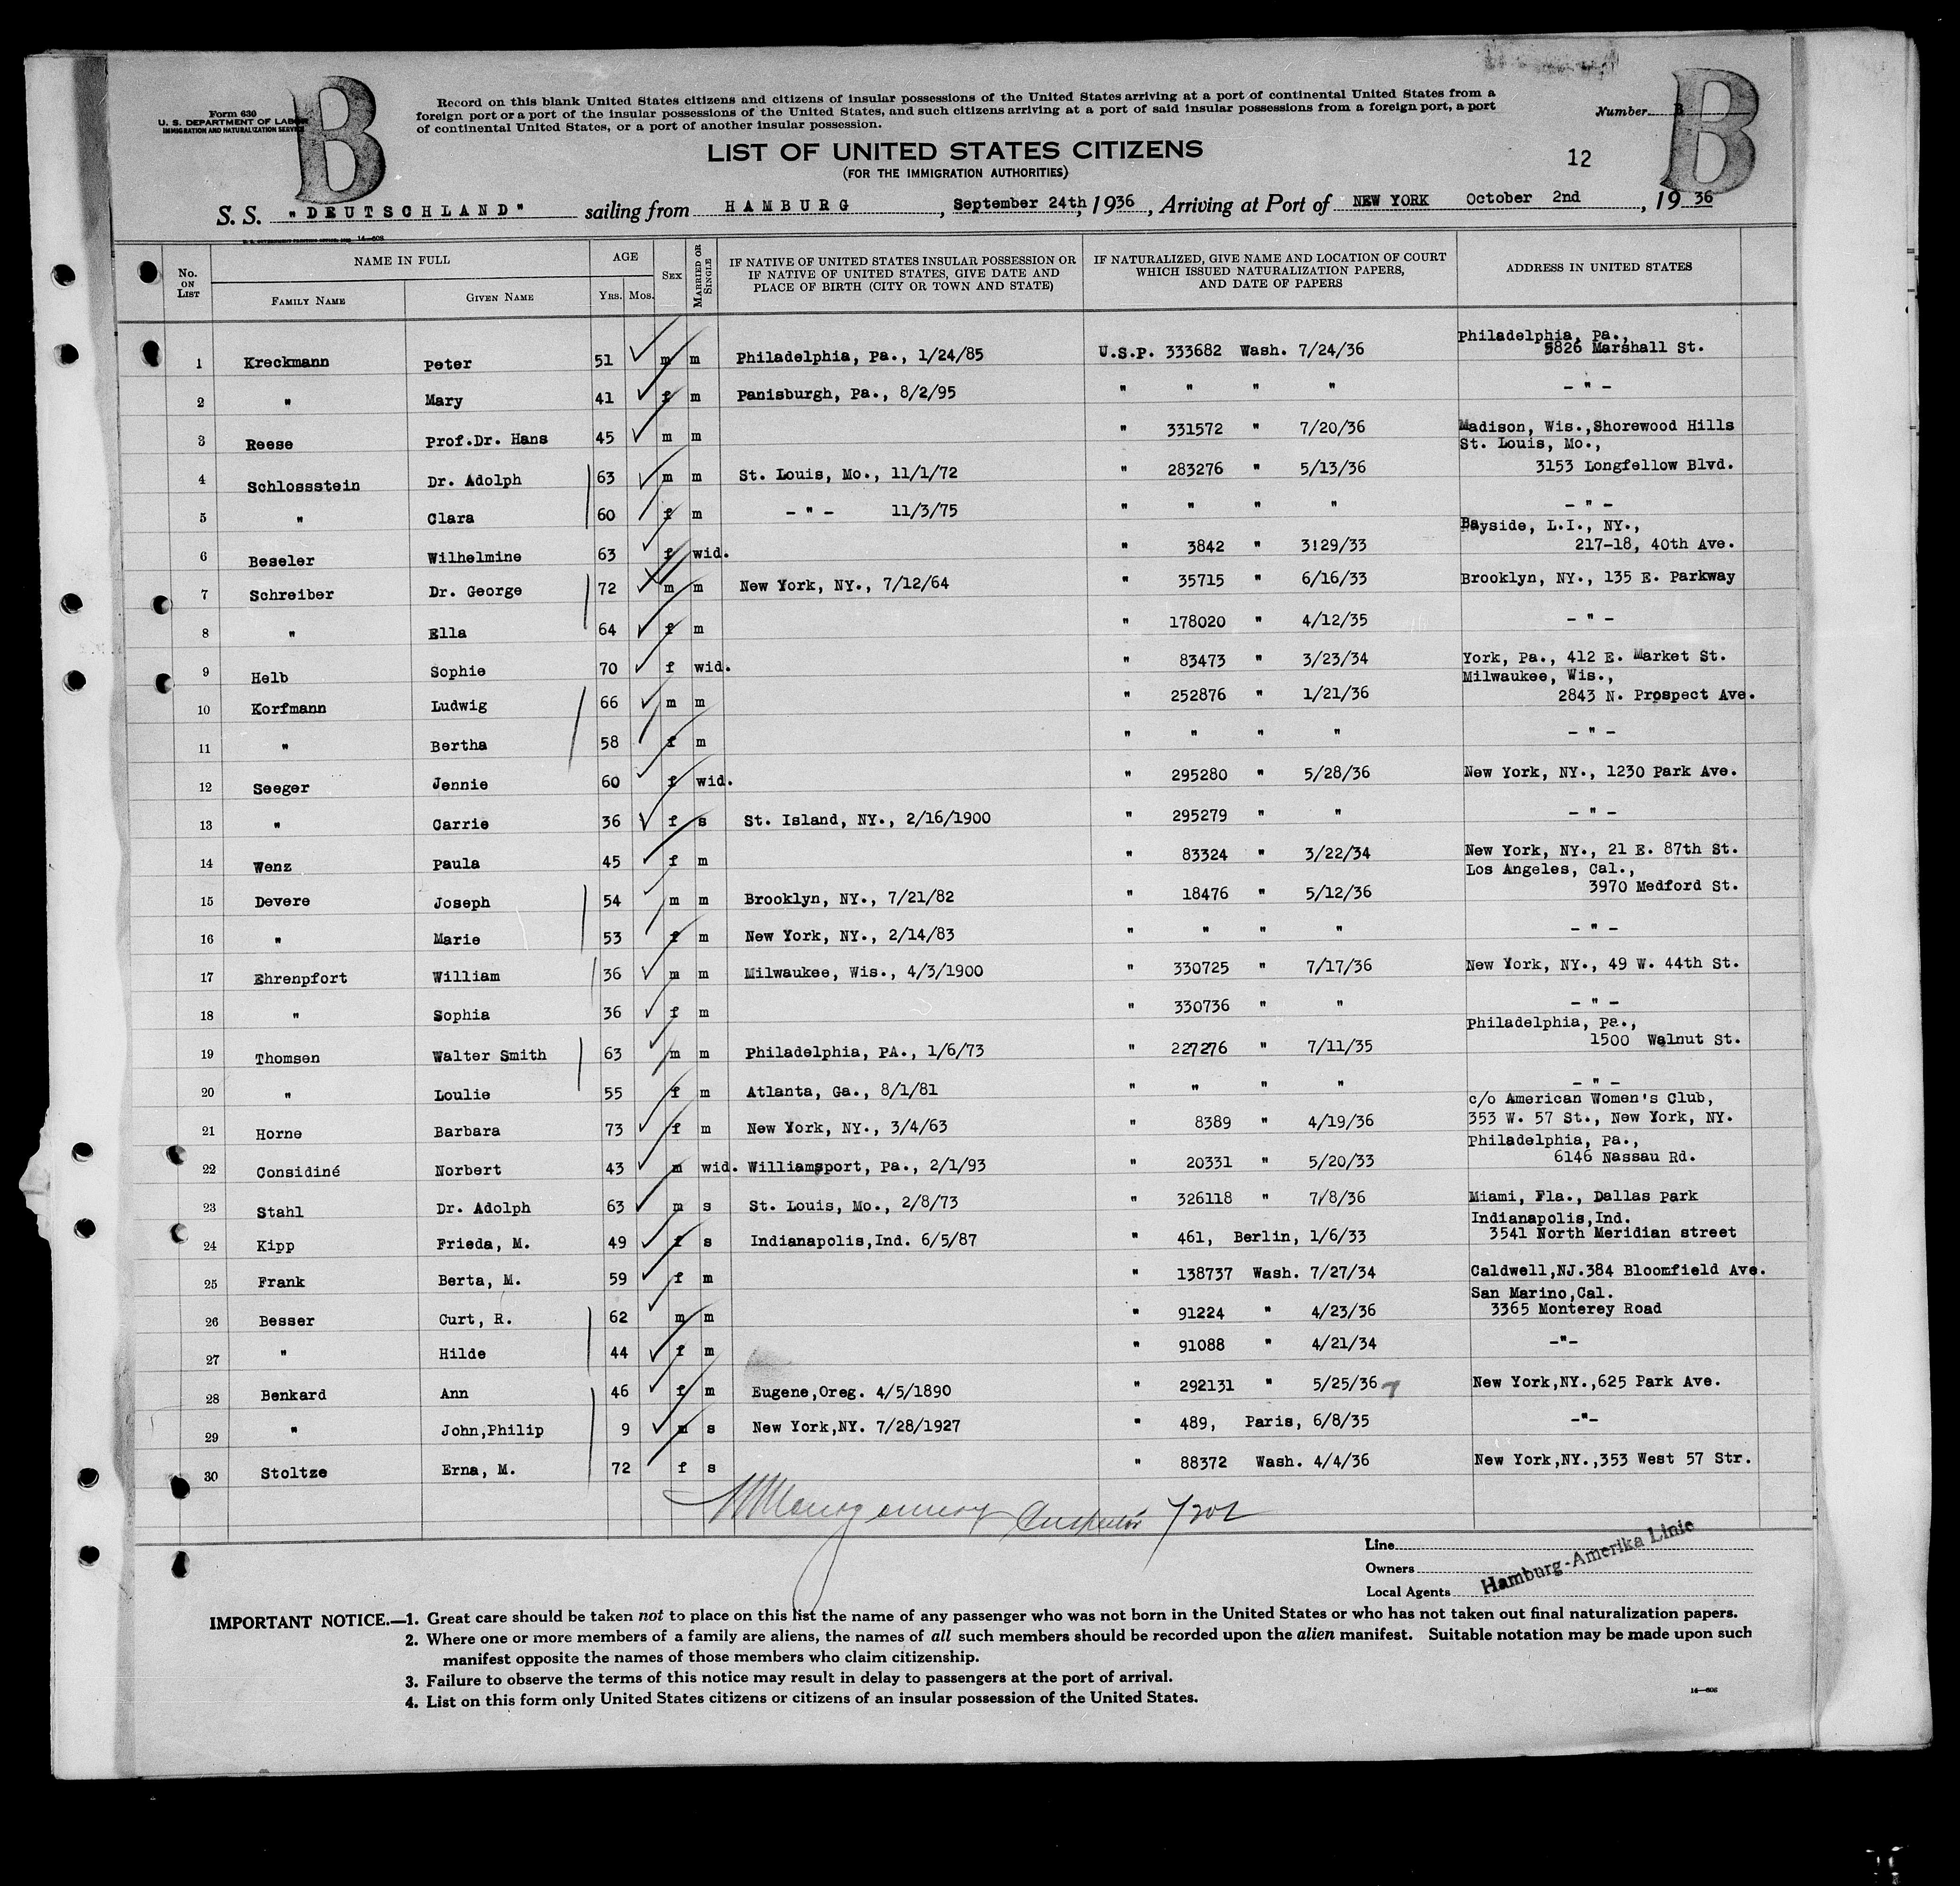 Form 630
U. S. DEPARTMENT OF LABOR
IMMIGRATION AND NATURALIZATION SERVICE
B
Record on this blank United States citizens and citizens of insular possessions of the United States arriving at a port of continental United States from a
foreign port or a port of the insular possessions of the United States, and such citizens arriving at a port of said insular possessions from a foreign port, a port
of continental United States, or a port of another insular possession.
Number B
B
LIST OF UNITED STATES CITIZENS
(FOR THE IMMIGRATION AUTHORITIES)
12
S. S. "DEUTSCHLAND" sailing from HAMBURG, September 24th, 1936, Arriving at Port of NEW YORK October 2nd, 1936
14—608
No. ON LIST
NAME IN FULL
FAMILY NAME
GIVEN NAME
AGE
YRS. MOS.
SEX
MARRIED OR SINGLE
IF NATIVE OF UNITED STATES INSULAR POSSESSION OR
IF NATIVE OF UNITED STATES, GIVE DATE AND
PLACE OF BIRTH (CITY OR TOWN AND STATE)
IF NATURALIZED, GIVE NAME AND LOCATION OF COURT
WHICH ISSUED NATURALIZATION PAPERS,
AND DATE OF PAPERS
ADDRESS IN UNITED STATES
Philadelphia, Pa.,
1 Kreckmann Peter 51 m m Philadelphia, Pa., 1/24/85 U.S.P. 333682 Wash. 7/24/36 5826 Marshall St.
2 " Mary 41 f m Panisburgh, Pa., 8/2/95 " " " " - " -
3 Reese Prof.Dr. Hans 45 m m " 331572 " 7/20/36 Madison, Wis.,Shorewood Hills
St. Louis, Mo.,
4 Schlossstein Dr. Adolph 63 m m St. Louis, Mo., 11/1/72 " 283276 " 5/13/36 3153 Longfellow Blvd.
5 " Clara 60 f m - " - 11/3/75 " " " " - " -
Bayside, L.I., NY.,
6 Beseler Wilhelmine 63 f wid. " 3842 " 3129/33 217-18, 40th Ave.
7 Schreiber Dr. George 72 m m New York, NY., 7/12/64 " 35715 " 6/16/33 Brooklyn, NY., 135 E. Parkway
8 " Ella 64 f m " 178020 " 4/12/35 - " -
9 Helb Sophie 70 f wid. " 83473 " 3/23/34 York, Pa., 412 E. Market St.
Milwaukee, Wis.,
10 Korfmann Ludwig 66 m m " 252876 " 1/21/36 2843 N. Prospect Ave.
11 " Bertha 58 f m " " " " - " -
12 Seeger Jennie 60 f wid. " 295280 " 5/28/36 New York, NY., 1230 Park Ave.
13 " Carrie 36 f s St. Island, NY., 2/16/1900 " 295279 " " - " -
14 Wenz Paula 45 f m " 83324 " 3/22/34 New York, NY., 21 E. 87th St.
Los Angeles, Cal.,
15 Devere Joseph 54 m m Brooklyn, NY., 7/21/82 " 18476 " 5/12/36 3970 Medford St.
16 " Marie 53 f m New York, NY., 2/14/83 " " " " - " -
17 Ehrenpfort William 36 m m Milwaukee, Wis., 4/3/1900 " 330725 " 7/17/36 New York, NY., 49 W. 44th St.
18 " Sophia 36 f m " 330736 " " - " -
Philadelphia, Pa.,
19 Thomsen Walter Smith 63 m m Philadelphia, PA., 1/6/73 " 227276 " 7/11/35 1500 Walnut St.
20 " Loulie 55 f m Atlanta, Ga., 8/1/81 " " " " - " -
c/o American Women's Club,
21 Horne Barbara 73 f m New York, NY., 3/4/63 " 8389 " 4/19/36 353 W. 57 St., New York, NY.
Philadelphia, Pa.,
22 Considiné Norbert 43 m wid. Williamsport, Pa., 2/1/93 " 20331 " 5/20/33 6146 Nassau Rd.
23 Stahl Dr. Adolph 63 m s St. Louis, Mo., 2/8/73 " 326118 " 7/8/36 Miami, Fla., Dallas Park
Indianapolis,Ind.
24 Kipp Frieda, M. 49 f s Indianapolis,Ind. 6/5/87 " 461, Berlin, 1/6/33 3541 North Meridian street
25 Frank Berta, M. 59 f m " 138737 Wash. 7/27/34 Caldwell,NJ.384 Bloomfield Ave.
San Marino,Cal.
26 Besser Curt, R. 62 m m " 91224 " 4/23/36 3365 Monterey Road
27 " Hilde 44 f m " 91088 " 4/21/34 -"-
28 Benkard Ann 46 f m Eugene,Oreg. 4/5/1890 " 292131 " 5/25/36 New York,NY.,625 Park Ave.
29 " John,Philip 9 m s New York,NY. 7/28/1927 " 489, Paris, 6/8/35 -"-
30 Stoltze Erna, M. 72 f s " 88372 Wash. 4/4/36 New York,NY.,353 West 57 Str.
Montgomery Inspector
Line
Owners
Local Agents
Hamburg-Amerika Linie
IMPORTANT NOTICE.—1. Great care should be taken not to place on this list the name of any passenger who was not born in the United States or who has not taken out final naturalization papers.
2. Where one or more members of a family are aliens, the names of all such members should be recorded upon the alien manifest. Suitable notation may be made upon such
manifest opposite the names of those members who claim citizenship.
3. Failure to observe the terms of this notice may result in delay to passengers at the port of arrival.
4. List on this form only United States citizens or citizens of an insular possession of the United States.
14—608